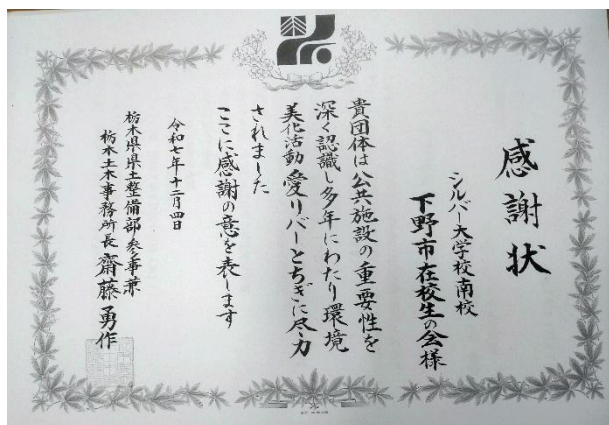 感謝状
シルバー大学校南校
下野市在校生の会様
貴団体は公共施設の重要性を
深く認識し多年にわたり環境
美化活動愛リバーとちぎに尽力
されました
ここに感謝の意を表します
令和七年十二月四日
栃木県県土整備部参事兼
栃木土木事務所長 齋藤勇作